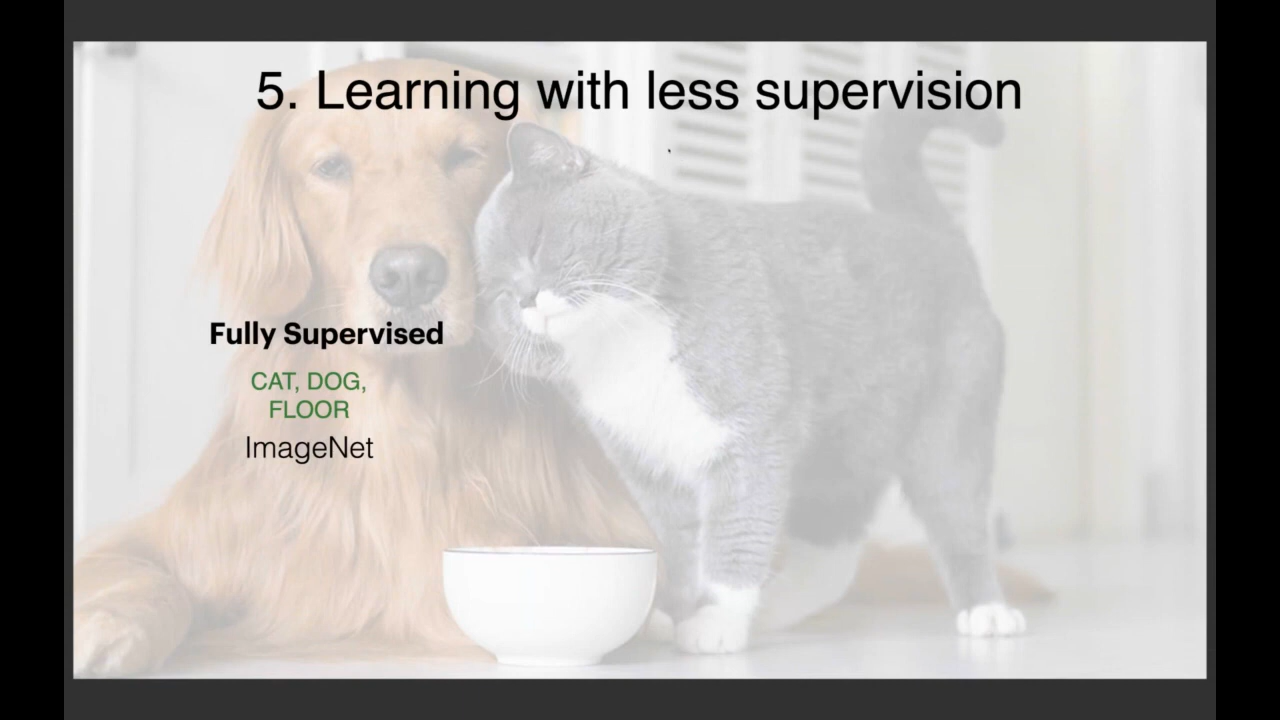 5. Learning with less supervision
Fully Supervised
CAT, DOG,
FLOOR
ImageNet